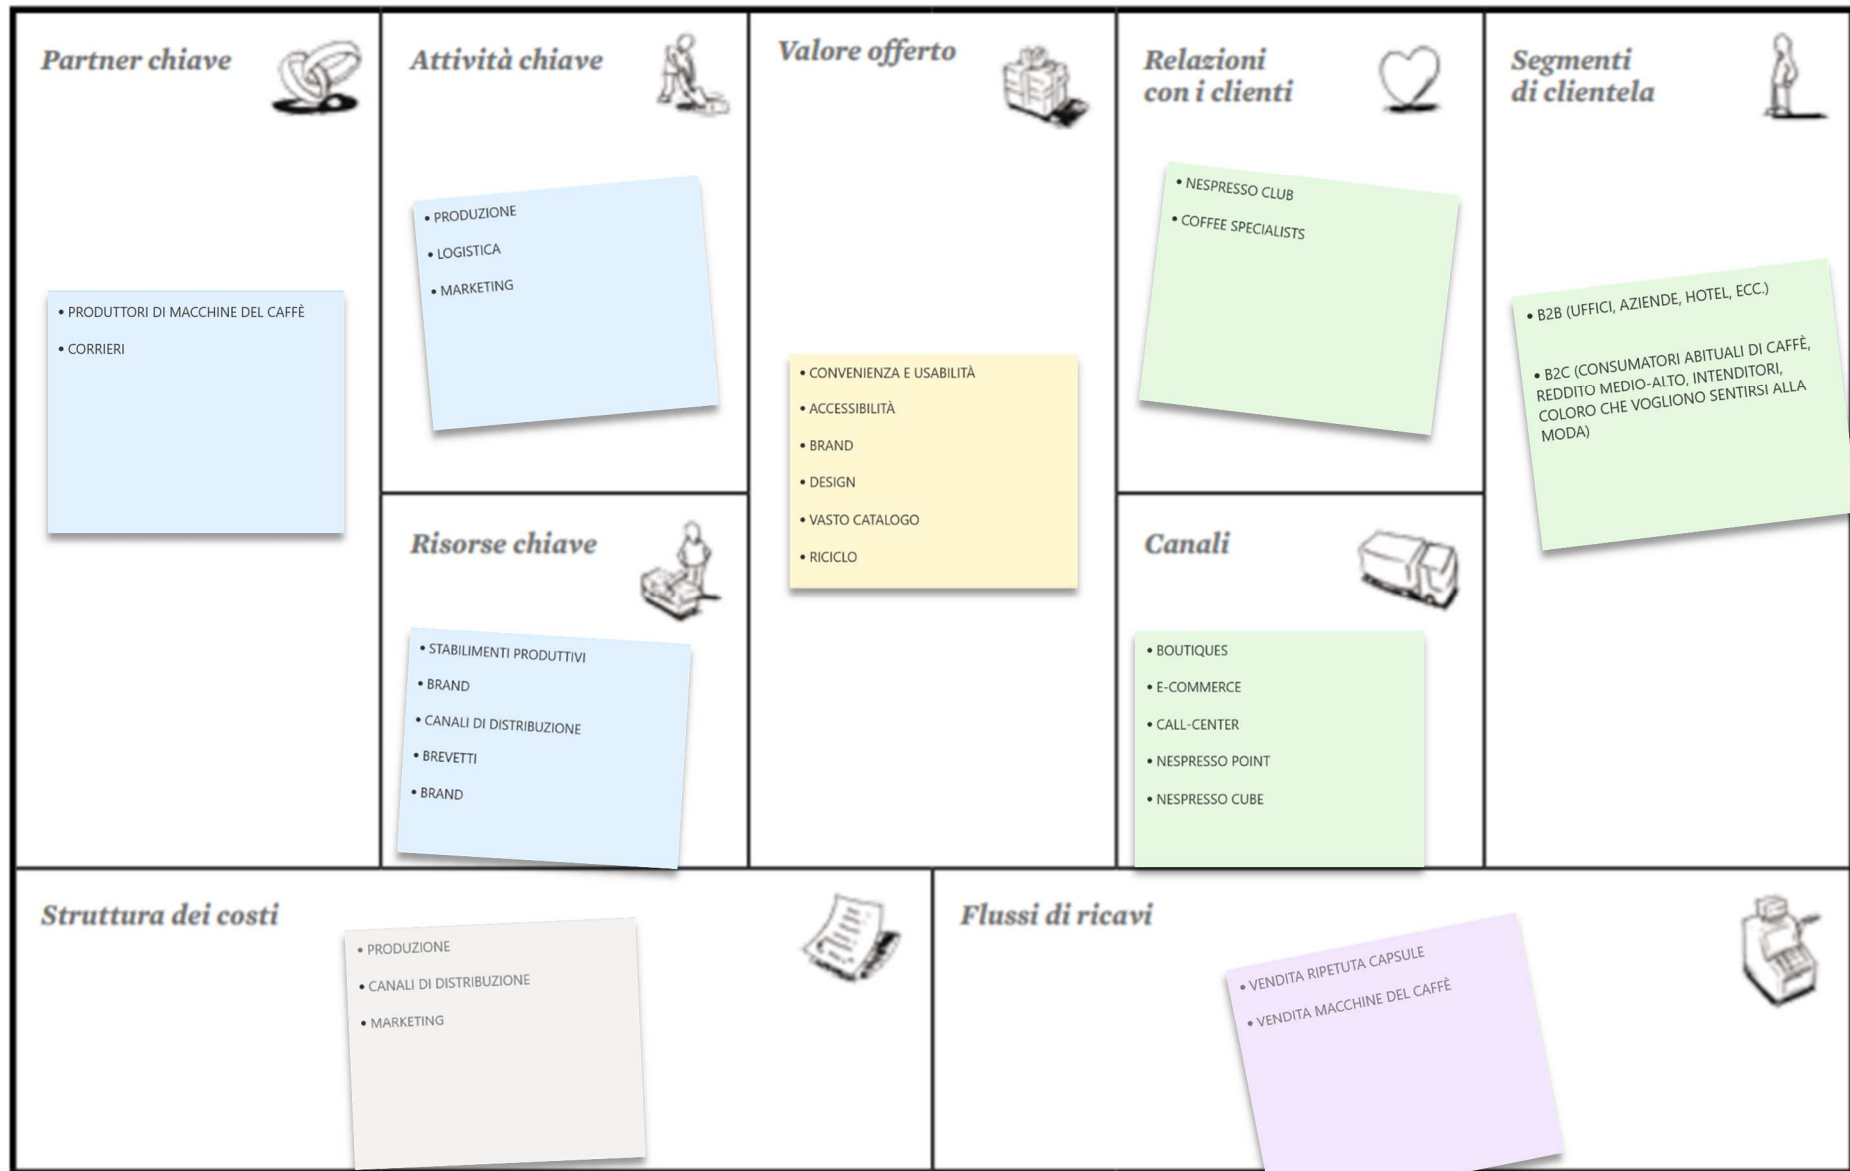 Partner chiave
• PRODUTTORI DI MACCHINE DEL CAFFÈ
• CORRIERI
Attività chiave
• PRODUZIONE
• LOGISTICA
• MARKETING
Risorse chiave
• STABILIMENTI PRODUTTIVI
• BRAND
• CANALI DI DISTRIBUZIONE
• BREVETTI
• BRAND
Valore offerto
• CONVENIENZA E USABILITÀ
• ACCESSIBILITÀ
• BRAND
• DESIGN
• VASTO CATALOGO
• RICICLO
Relazioni
con i clienti
• NESPRESSO CLUB
• COFFEE SPECIALISTS
Canali
• BOUTIQUES
• E-COMMERCE
• CALL-CENTER
• NESPRESSO POINT
• NESPRESSO CUBE
Segmenti
di clientela
• B2B (UFFICI, AZIENDE, HOTEL, ECC.)
• B2C (CONSUMATORI ABITUALI DI CAFFÈ,
REDDITO MEDIO-ALTO, INTENDITORI,
COLORO CHE VOGLIONO SENTIRSI ALLA
MODA)
Struttura dei costi
• PRODUZIONE
• CANALI DI DISTRIBUZIONE
• MARKETING
Flussi di ricavi
• VENDITA RIPETUTA CAPSULE
• VENDITA MACCHINE DEL CAFFÈ